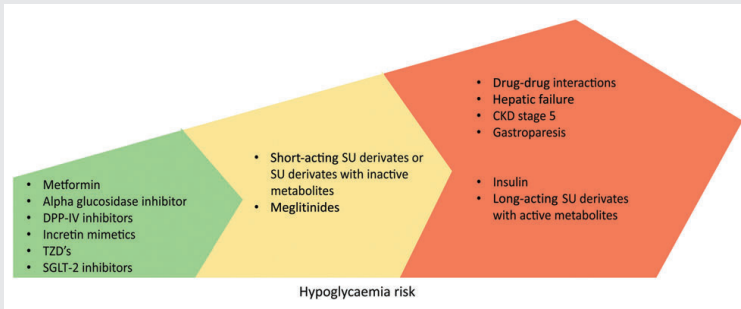 • Metformin
• Alpha glucosidase inhibitor
• DPP-IV inhibitors
• Incretin mimetics
• TZD's
• SGLT-2 inhibitors
• Short-acting SU derivates or
SU derivates with inactive
metabolites
• Meglitinides
• Drug-drug interactions
• Hepatic failure
• CKD stage 5
• Gastroparesis
• Insulin
• Long-acting SU derivates
with active metabolites
Hypoglycaemia risk